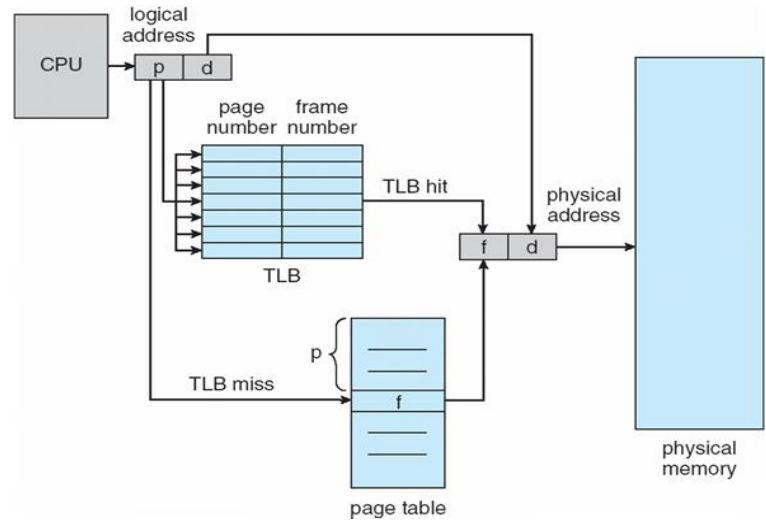 logical
address
CPU
p
d
page
number
frame
number
TLB hit
physical
address
f
d
TLB
p
TLB miss
f
page table
physical
memory